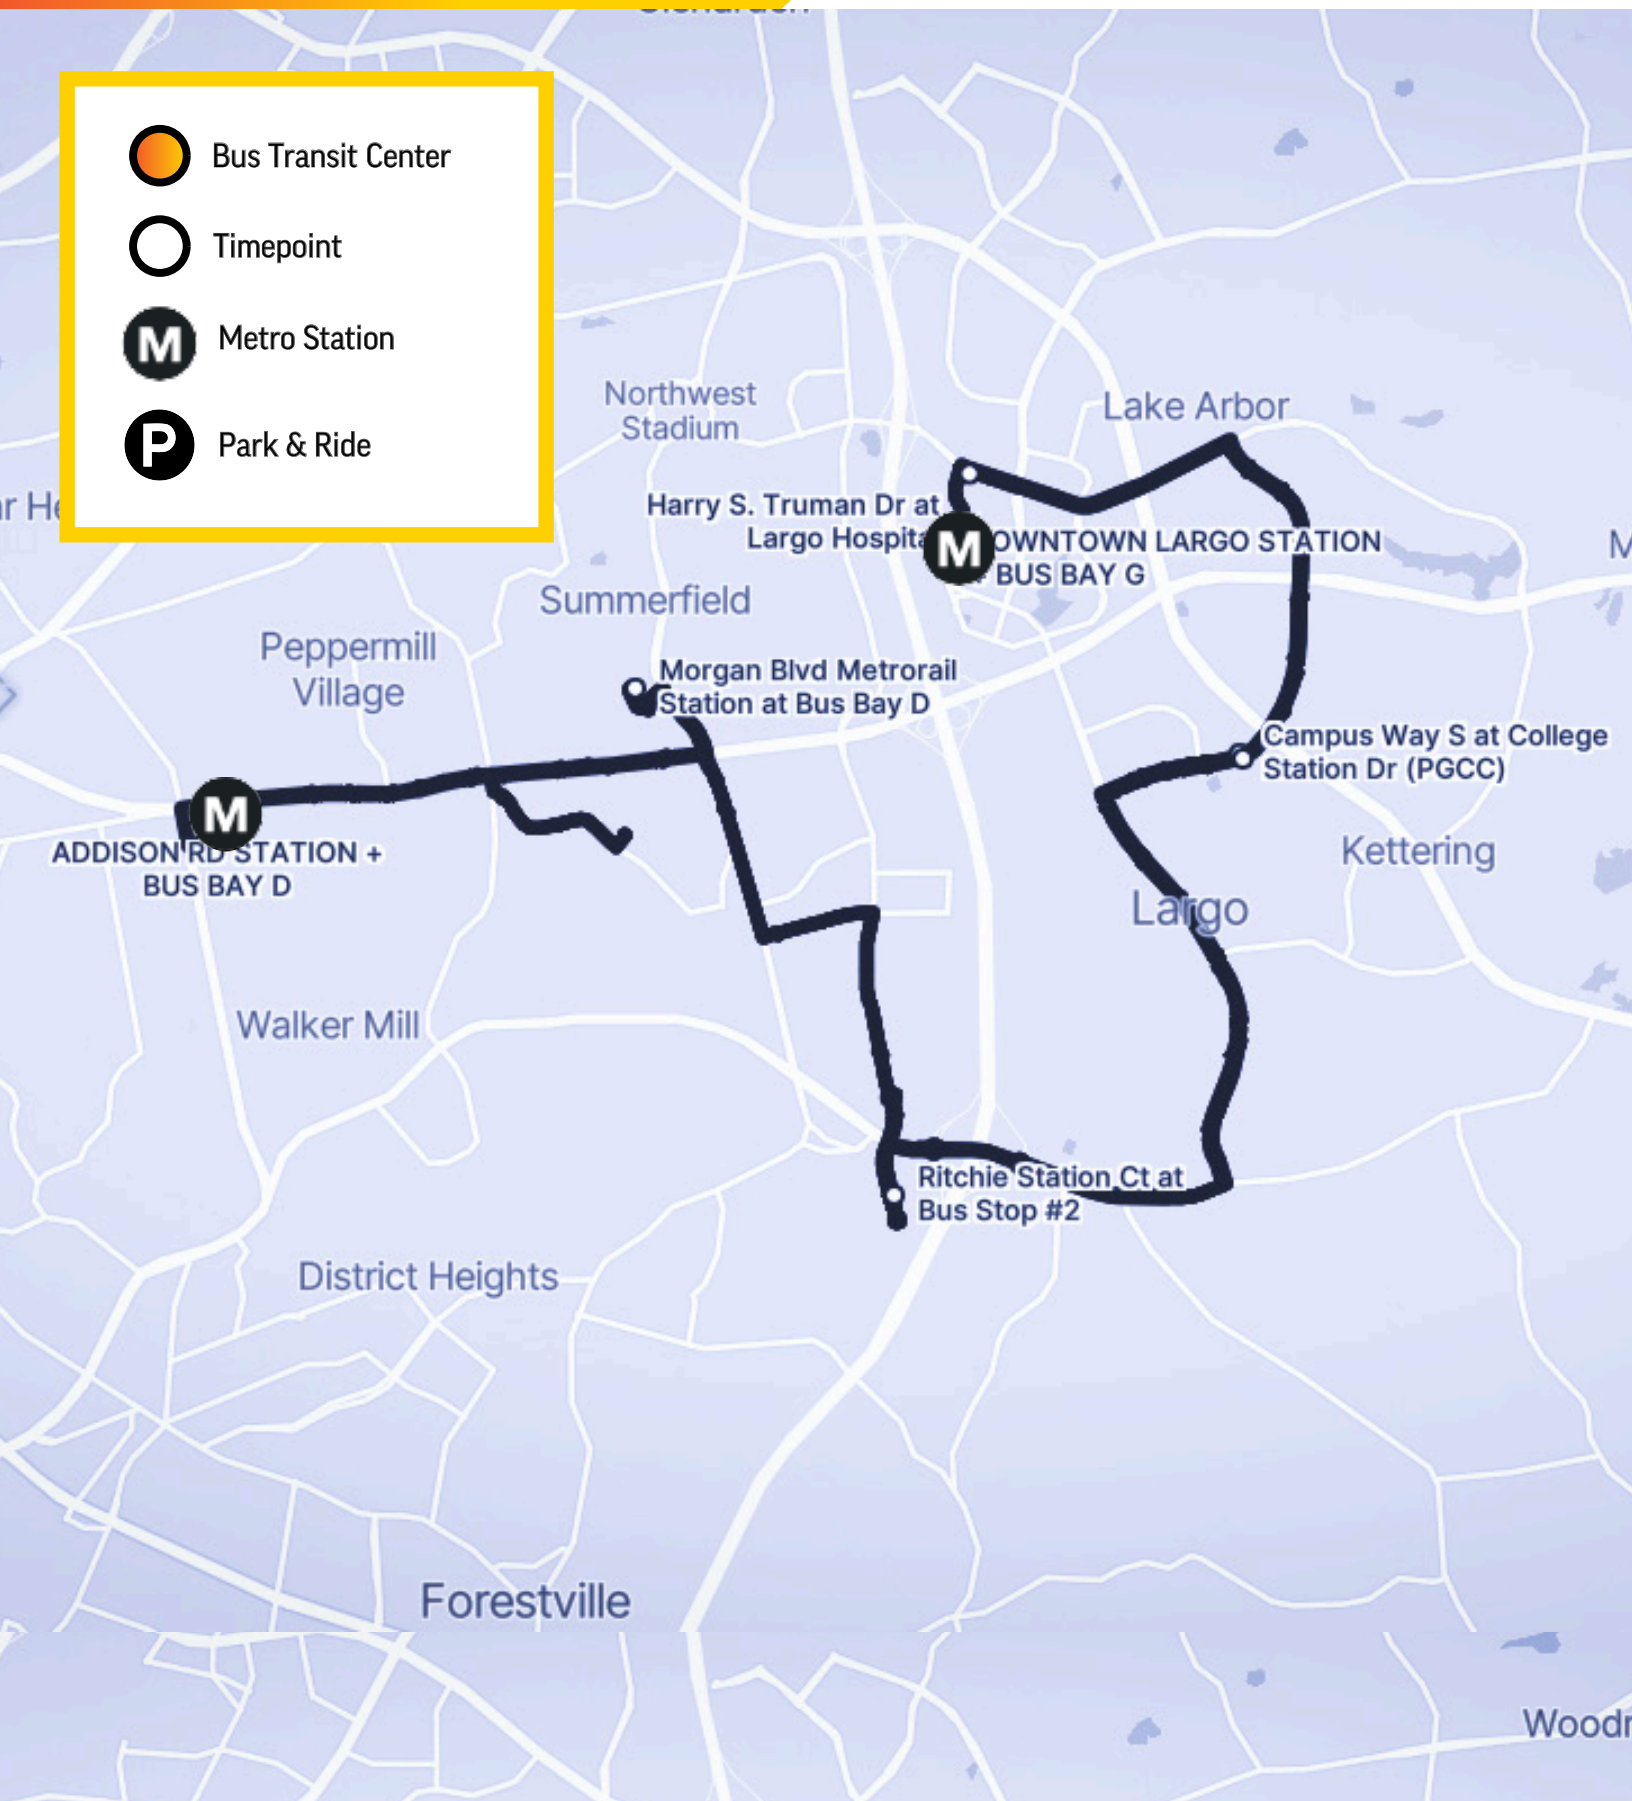 Bus Transit Center
Timepoint
Metro Station
Park & Ride
Northwest
Stadium
Lake Arbor
Harry S. Truman Dr at
Largo Hospita
M
OWNTOWN LARGO STATION
BUS BAY G
Summerfield
Peppermill
Village
Morgan Blvd Metrorail
Station at Bus Bay D
Campus Way S at College
Station Dr (PGCC)
M
ADDISON RD STATION +
BUS BAY D
Kettering
Largo
Walker Mill
Ritchie Station Ct at
Bus Stop #2
District Heights
Forestville